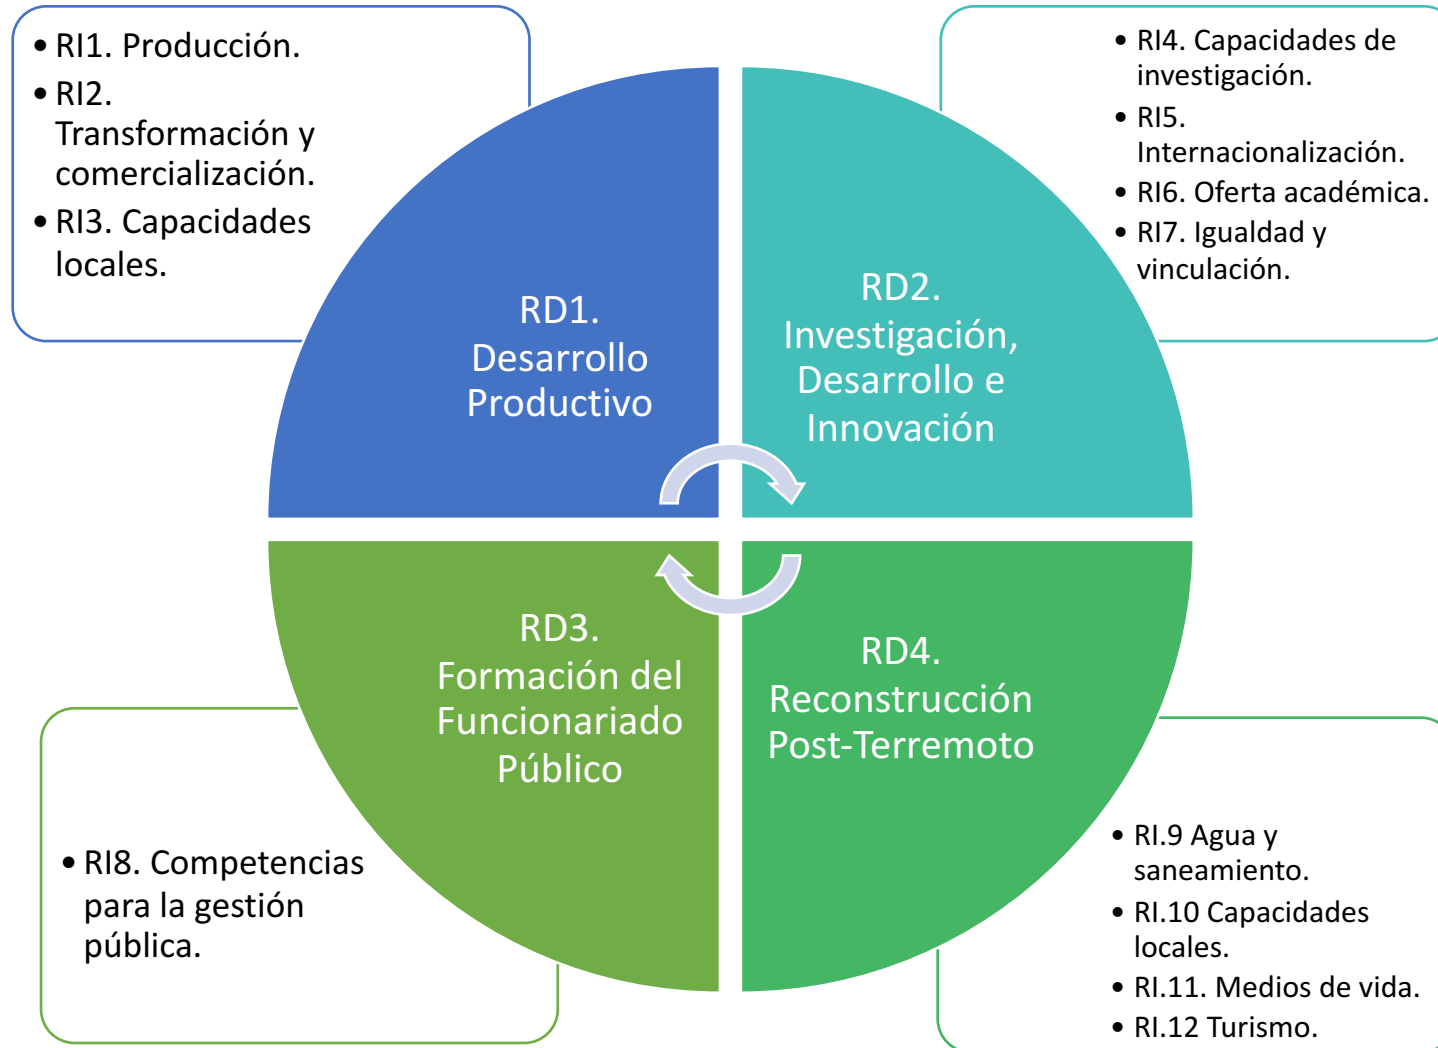 • RI1. Producción.
• RI2.
Transformación y
comercialización.
• RI3. Capacidades
locales.
• RI4. Capacidades de
investigación.
• RI5.
Internacionalización.
• RI6. Oferta académica.
• RI7. Igualdad y
vinculación.
RD1.
Desarrollo
Productivo
RD2.
Investigación,
Desarrollo e
Innovación
RD3.
Formación del
Funcionariado
Público
RD4.
Reconstrucción
Post-Terremoto
• RI8. Competencias
para la gestión
pública.
• RI.9 Agua y
saneamiento.
• RI.10 Capacidades
locales.
• RI.11. Medios de vida.
• RI.12 Turismo.